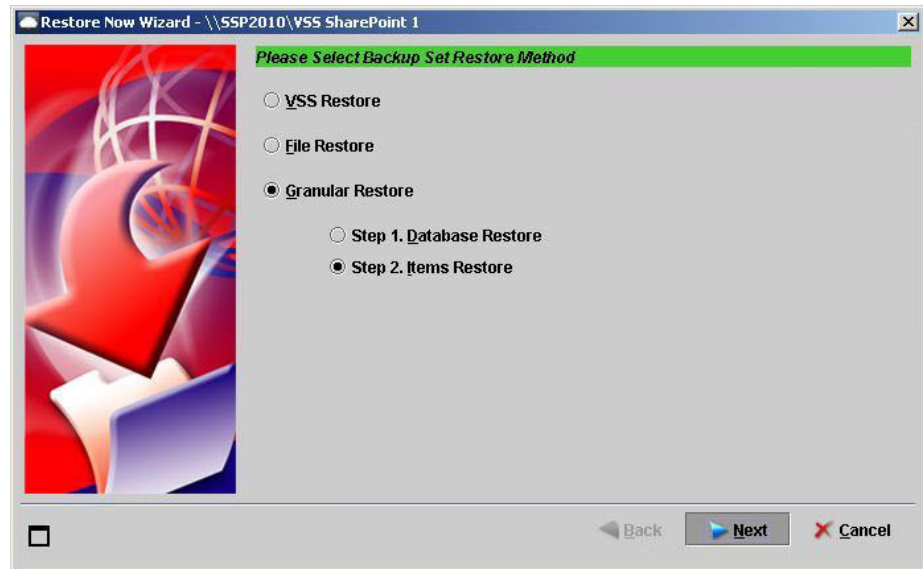 Restore Now Wizard - \\SSP2010\VSS SharePoint 1
Please Select Backup Set Restore Method
VSS Restore
File Restore
Granular Restore
Step 1. Database Restore
Step 2. Items Restore
Back Next Cancel